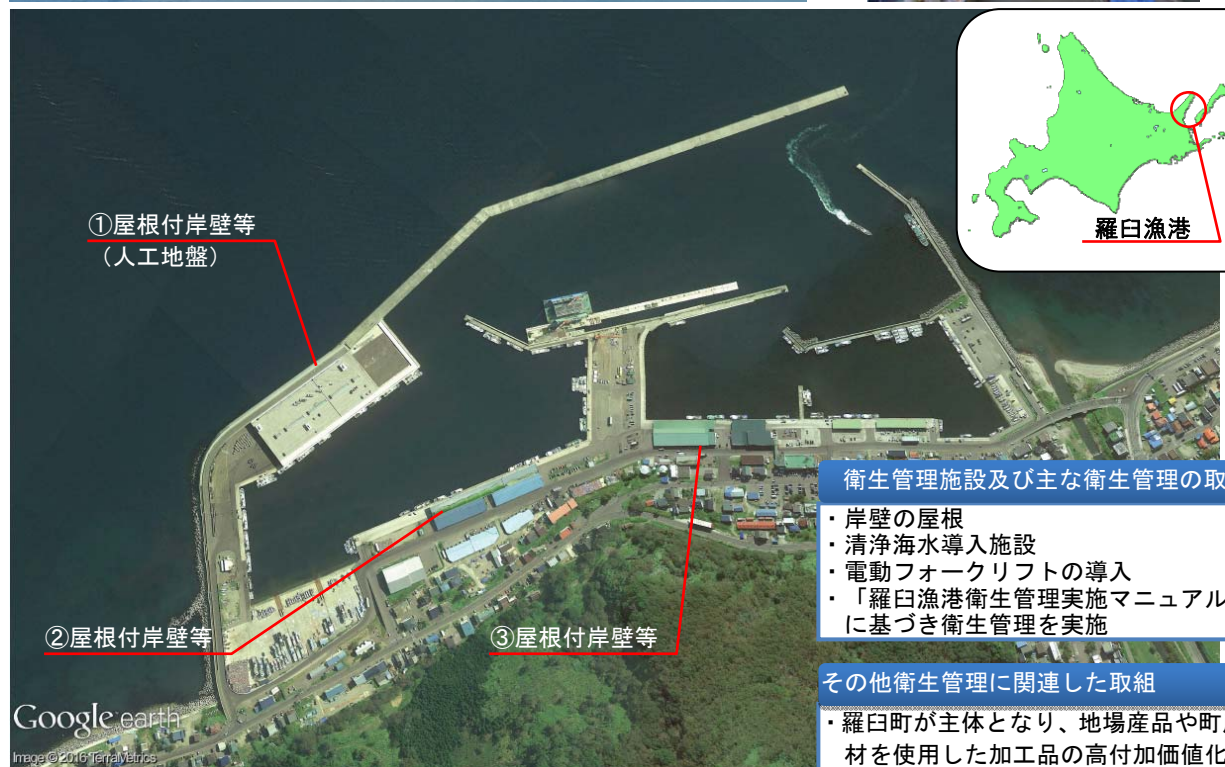 羅臼漁港
①屋根付岸壁等
（人工地盤）
②屋根付岸壁等
③屋根付岸壁等
衛生管理施設及び主な衛生管理の取
・岸壁の屋根
・清浄海水導入施設
・電動フォークリフトの導入
・「羅臼漁港衛生管理実施マニュアル
に基づき衛生管理を実施
その他衛生管理に関連した取組
・羅臼町が主体となり、地場産品や町
材を使用した加工品の高付加価値化
Google earth
Image © 2016 TerraMetrics